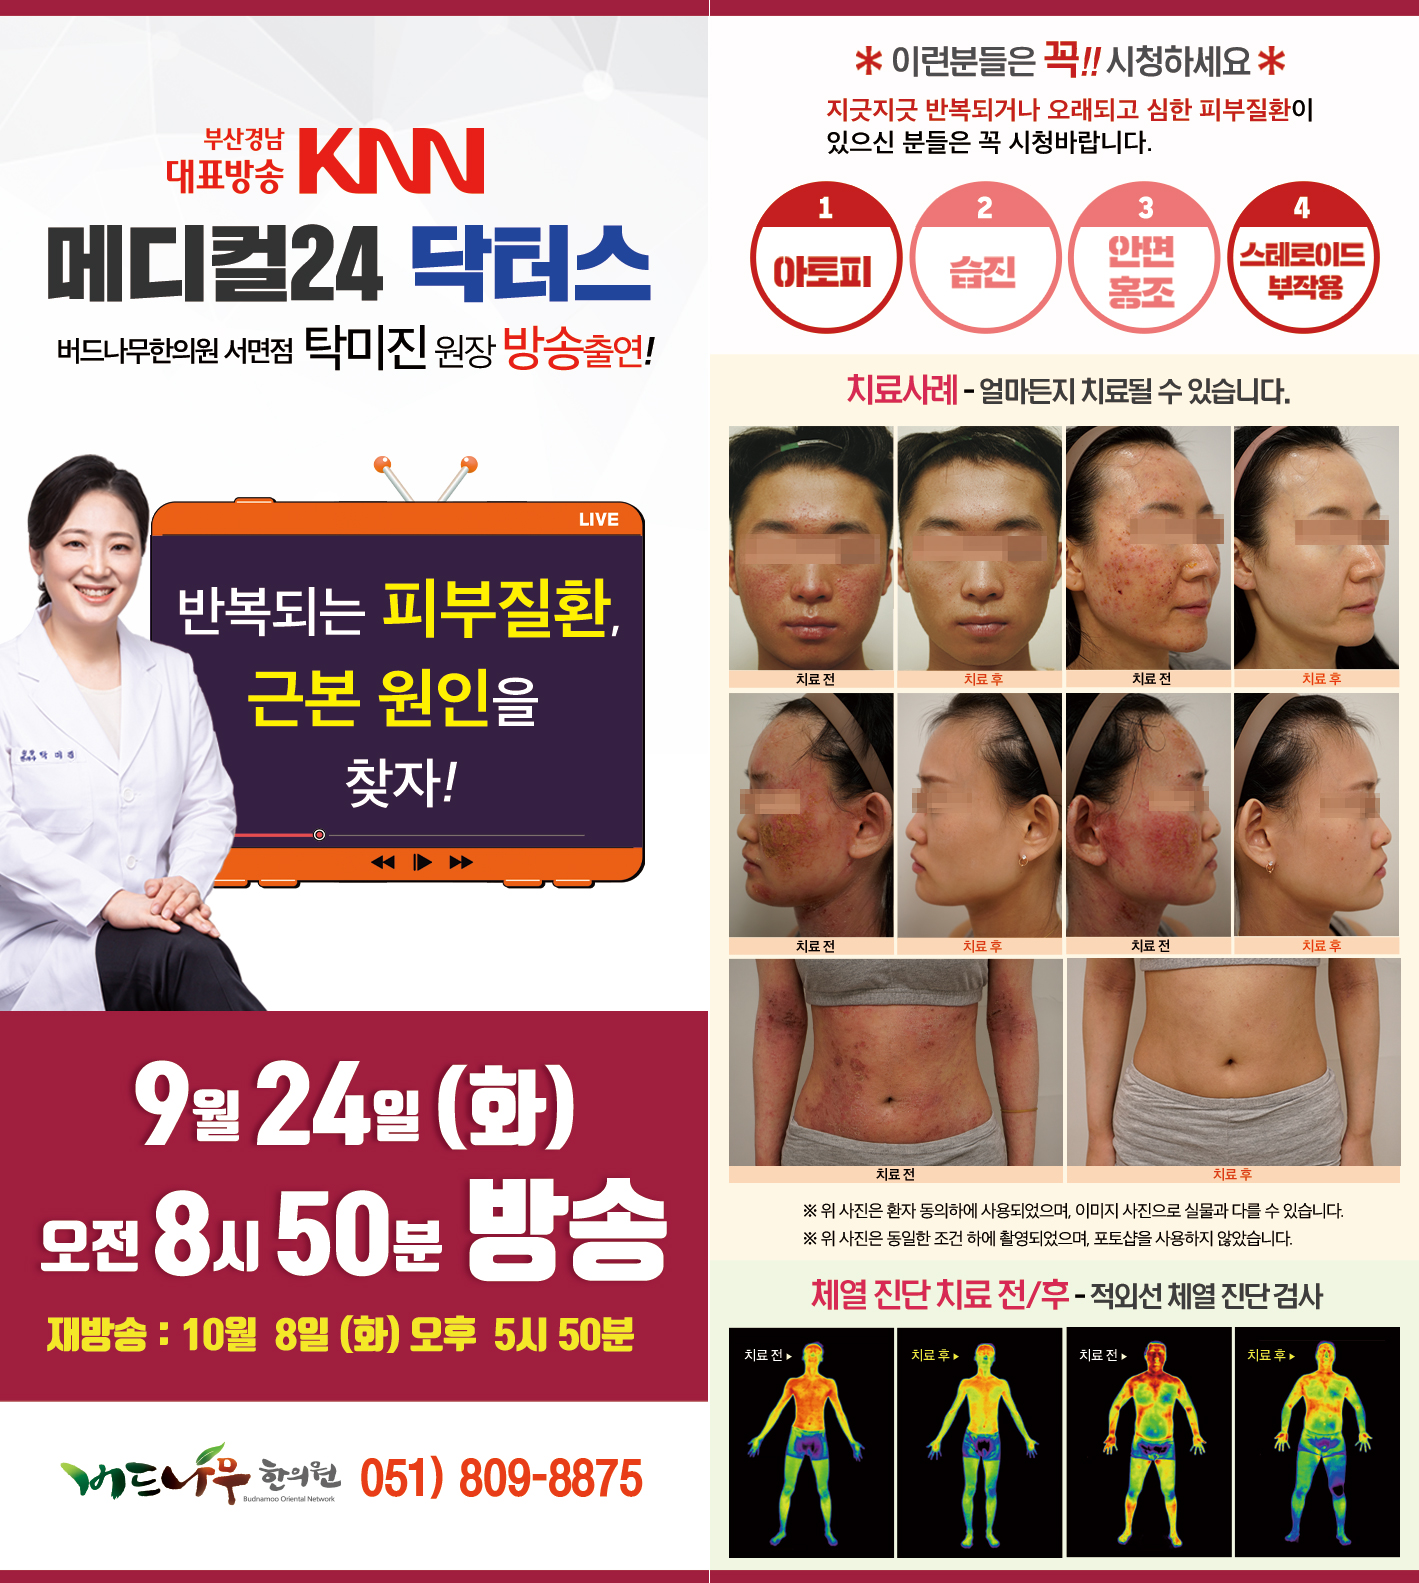 부산경남
대표방송 KNN
메디컬24 닥터스
버드나무한의원 서면점 탁미진 원장 방송출연!
LIVE
반복되는 피부질환,
근본 원인을
찾자!
탁 미 진
9월 24일 (화)
오전 8시 50분 방송
재방송 : 10월 8일 (화) 오후 5시 50분
버드나무 한의원
Budnamoo Oriental Network
051) 809-8875
* 이런분들은 꼭!! 시청하세요 *
지긋지긋 반복되거나 오래되고 심한 피부질환이
있으신 분들은 꼭 시청바랍니다.
1
아토피
2
습진
3
안면
홍조
4
스테로이드
부작용
치료사례 - 얼마든지 치료될 수 있습니다.
치료 전
치료 후
치료 전
치료 후
치료 전
치료 후
치료 전
치료 후
치료 전
치료 후
※ 위 사진은 환자 동의하에 사용되었으며, 이미지 사진으로 실물과 다를 수 있습니다.
※ 위 사진은 동일한 조건 하에 촬영되었으며, 포토샵을 사용하지 않았습니다.
체열 진단 치료 전/후 - 적외선 체열 진단 검사
치료 전 ▶
치료 후 ▶
치료 전 ▶
치료 후 ▶